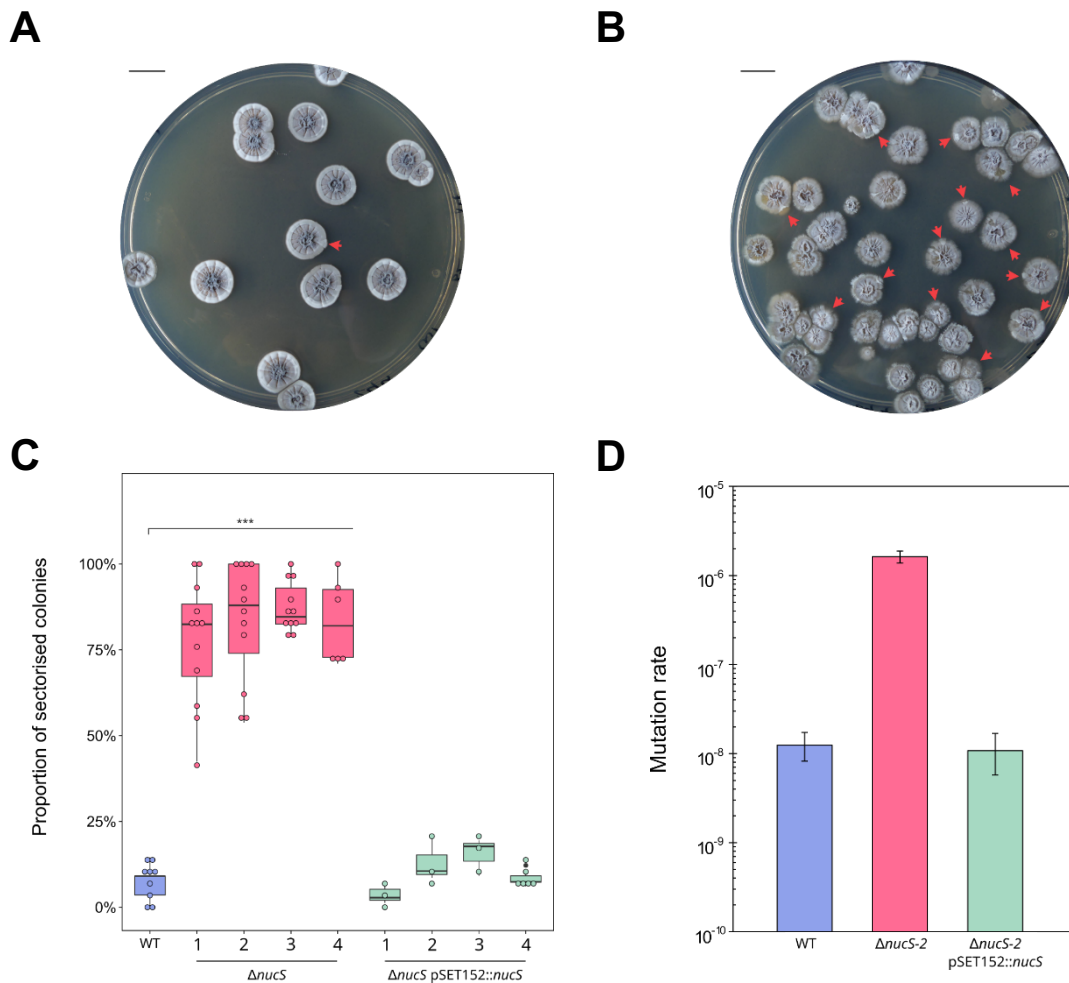 A
B
C
D
Proportion of sectorised colonies
***
100%
75%
50%
25%
0%
WT
1 2 3 4
1 2 3 4
ΔnucS
ΔnucS pSET152::nucS
Mutation rate
10-5
10-6
10-7
10-8
10-9
10-10
WT
ΔnucS-2
ΔnucS-2
pSET152::nucS